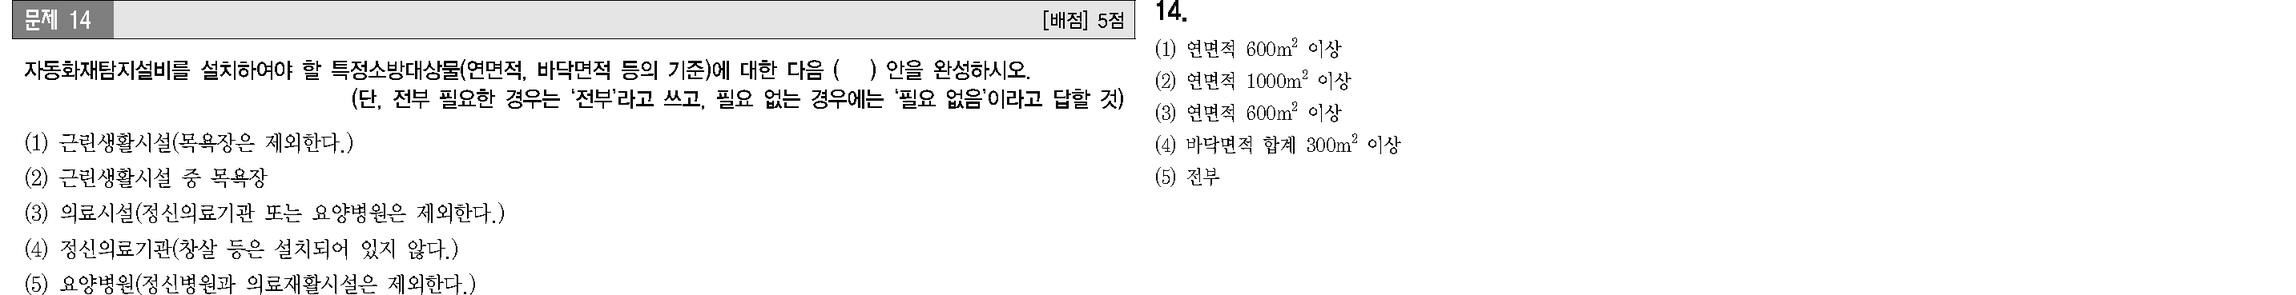 문제 14
[배점] 5점
자동화재탐지설비를 설치하여야 할 특정소방대상물(연면적, 바닥면적 등의 기준)에 대한 다음 (    ) 안을 완성하시오.
(단, 전부 필요한 경우는 ‘전부’라고 쓰고, 필요 없는 경우에는 ‘필요 없음’이라고 답할 것)
(1) 근린생활시설(목욕장은 제외한다.)
(2) 근린생활시설 중 목욕장
(3) 의료시설(정신의료기관 또는 요양병원은 제외한다.)
(4) 정신의료기관(창살 등은 설치되어 있지 않다.)
(5) 요양병원(정신병원과 의료재활시설은 제외한다.)
14.
(1) 연면적 600m² 이상
(2) 연면적 1000m² 이상
(3) 연면적 600m² 이상
(4) 바닥면적 합계 300m² 이상
(5) 전부